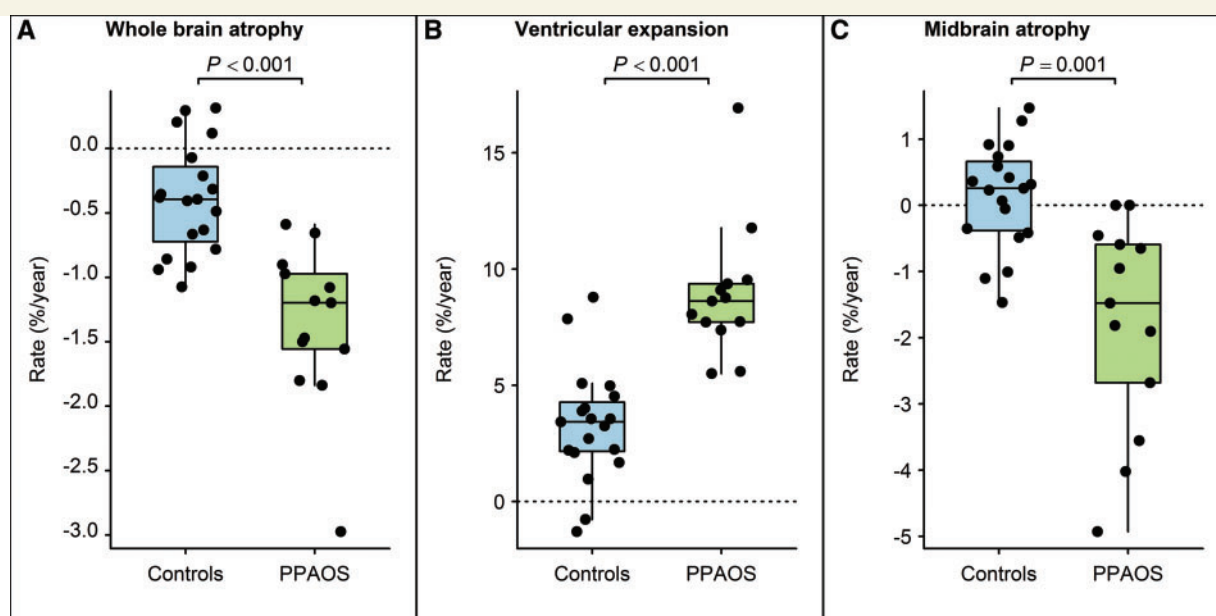 A Whole brain atrophy
P < 0.001
Rate (%/year)
0.0
-0.5
-1.0
-1.5
-2.0
-2.5
-3.0
Controls PPAOS
B Ventricular expansion
P < 0.001
Rate (%/year)
15
10
5
0
Controls PPAOS
C Midbrain atrophy
P = 0.001
Rate (%/year)
1
0
-1
-2
-3
-4
-5
Controls PPAOS